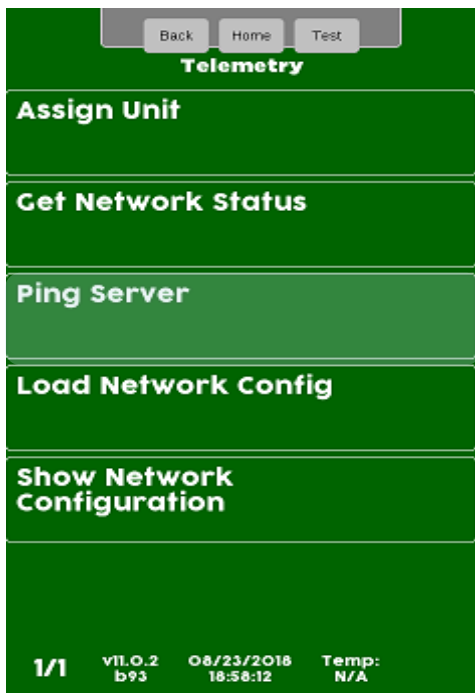 Back Home Test
Telemetry
Assign Unit
Get Network Status
Ping Server
Load Network Config
Show Network
Configuration
1/1 v11.0.2 08/23/2018 Temp:
b93 18:58:12 N/A